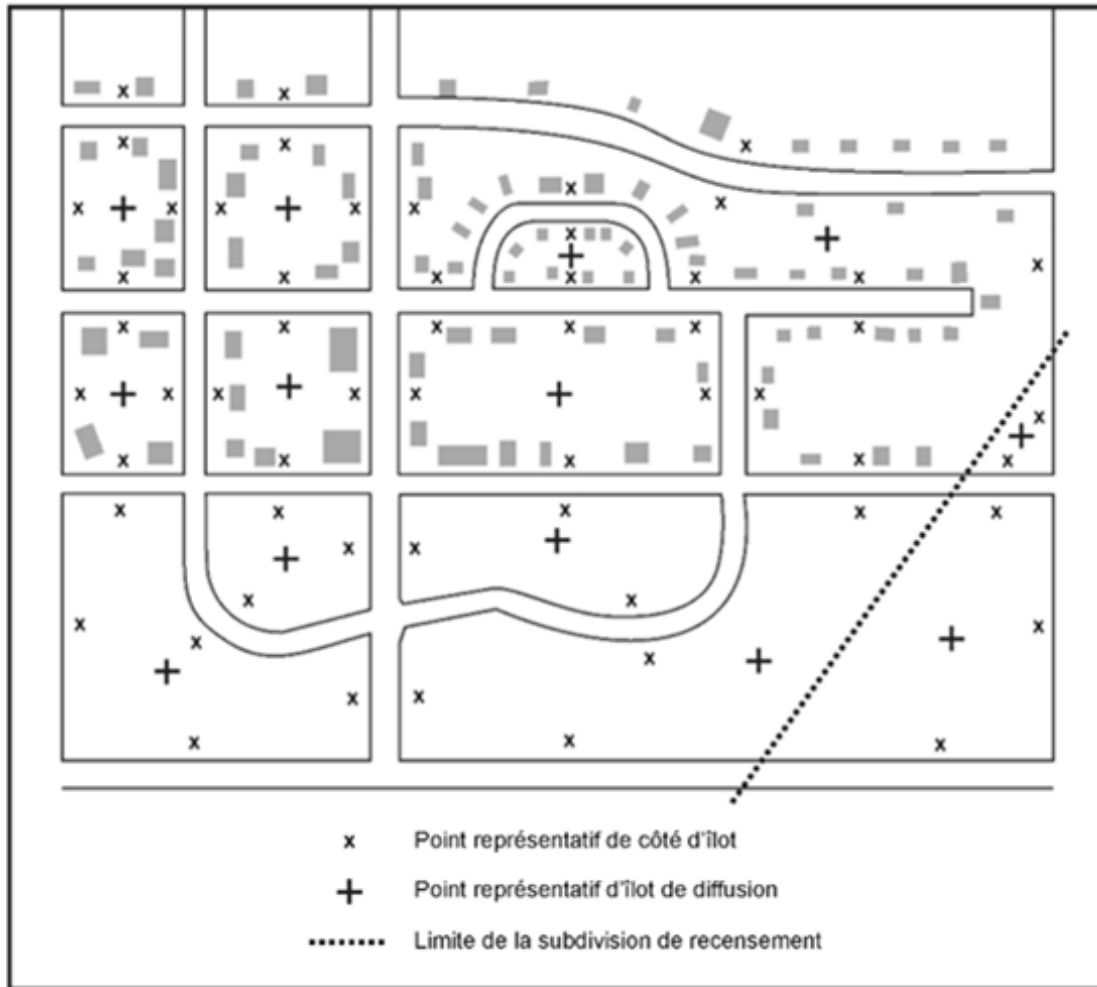 x Point représentatif de côté d'îlot
+ Point représentatif d'îlot de diffusion
Limite de la subdivision de recensement